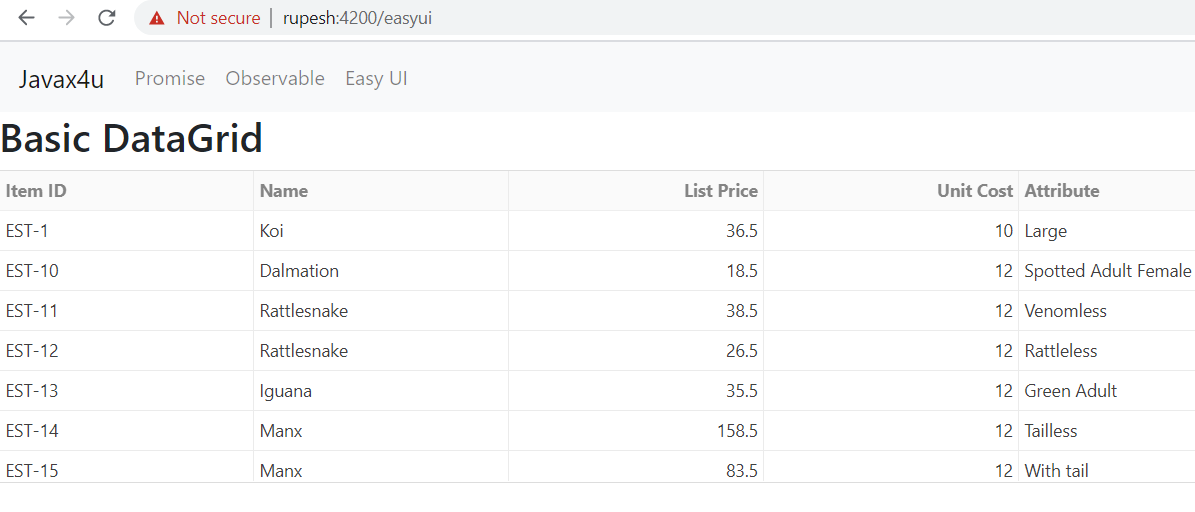 Not secure | rupesh:4200/easyui
Javax4u Promise Observable Easy UI
Basic DataGrid
Item ID Name List Price Unit Cost Attribute
EST-1 Koi 36.5 10 Large
EST-10 Dalmation 18.5 12 Spotted Adult Female
EST-11 Rattlesnake 38.5 12 Venomless
EST-12 Rattlesnake 26.5 12 Rattleless
EST-13 Iguana 35.5 12 Green Adult
EST-14 Manx 158.5 12 Tailless
EST-15 Manx 83.5 12 With tail